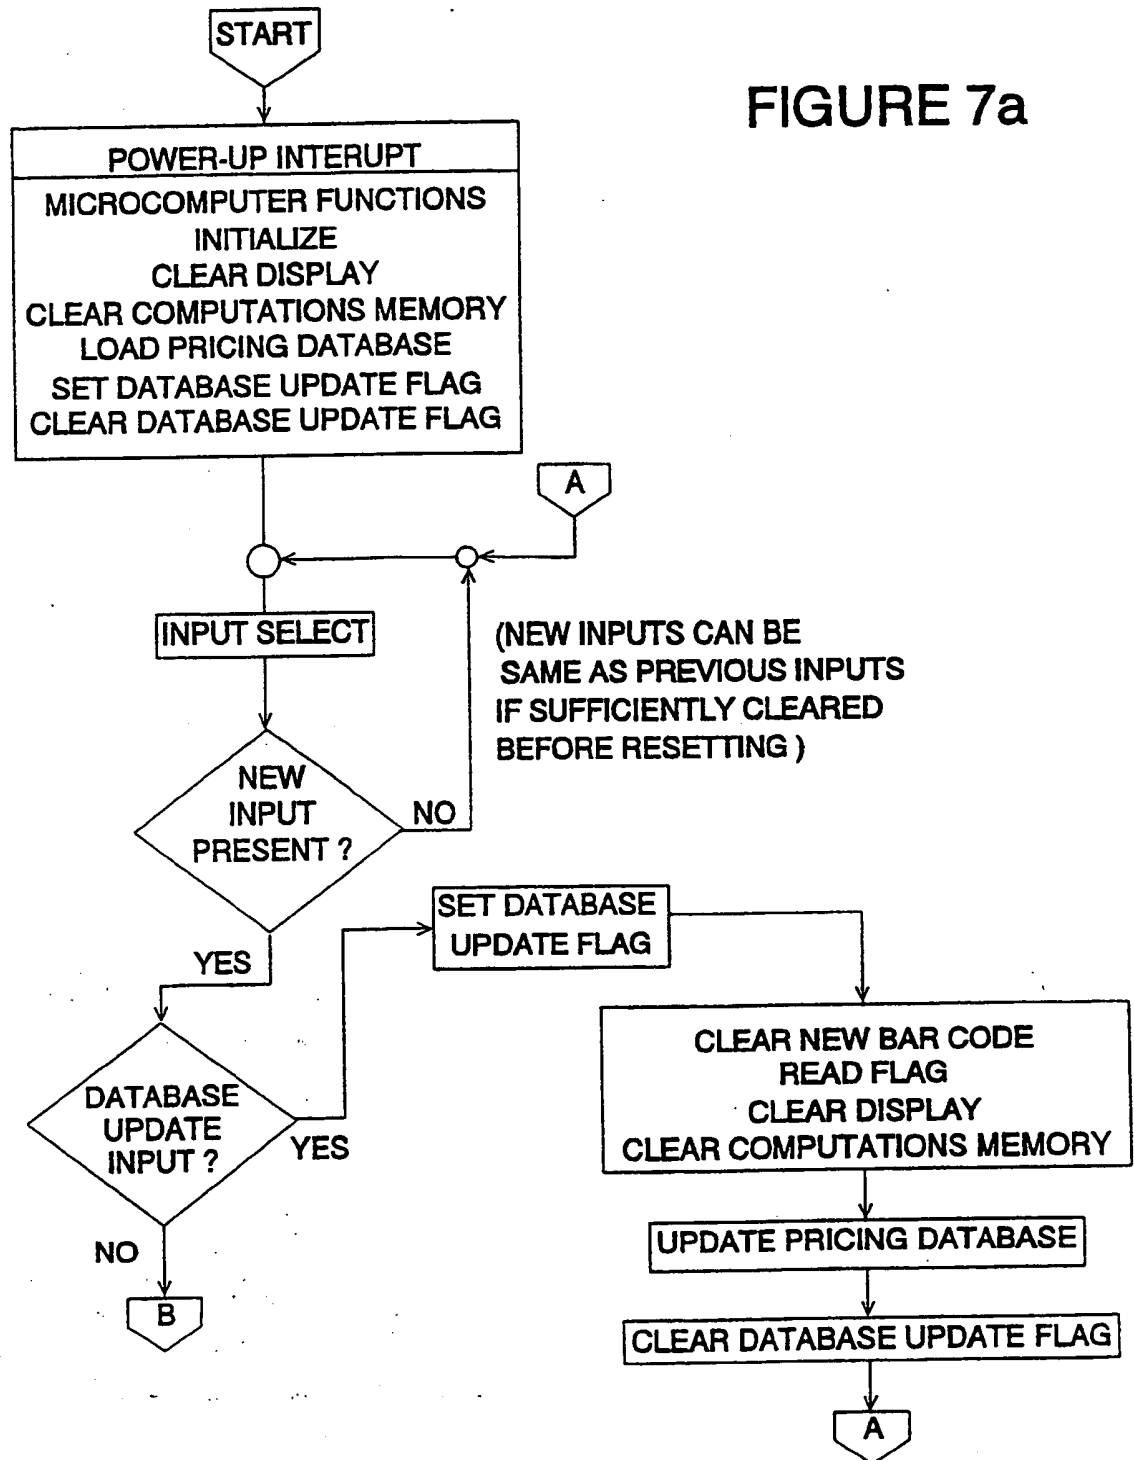 START
FIGURE 7a
POWER-UP INTERUPT
MICROCOMPUTER FUNCTIONS
INITIALIZE
CLEAR DISPLAY
CLEAR COMPUTATIONS MEMORY
LOAD PRICING DATABASE
SET DATABASE UPDATE FLAG
CLEAR DATABASE UPDATE FLAG
A
INPUT SELECT
(NEW INPUTS CAN BE
SAME AS PREVIOUS INPUTS
IF SUFFICIENTLY CLEARED
BEFORE RESETTING )
NEW
INPUT
PRESENT ?
NO
YES
SET DATABASE
UPDATE FLAG
DATABASE
UPDATE
INPUT ?
YES
NO
B
CLEAR NEW BAR CODE
READ FLAG
CLEAR DISPLAY
CLEAR COMPUTATIONS MEMORY
UPDATE PRICING DATABASE
CLEAR DATABASE UPDATE FLAG
A